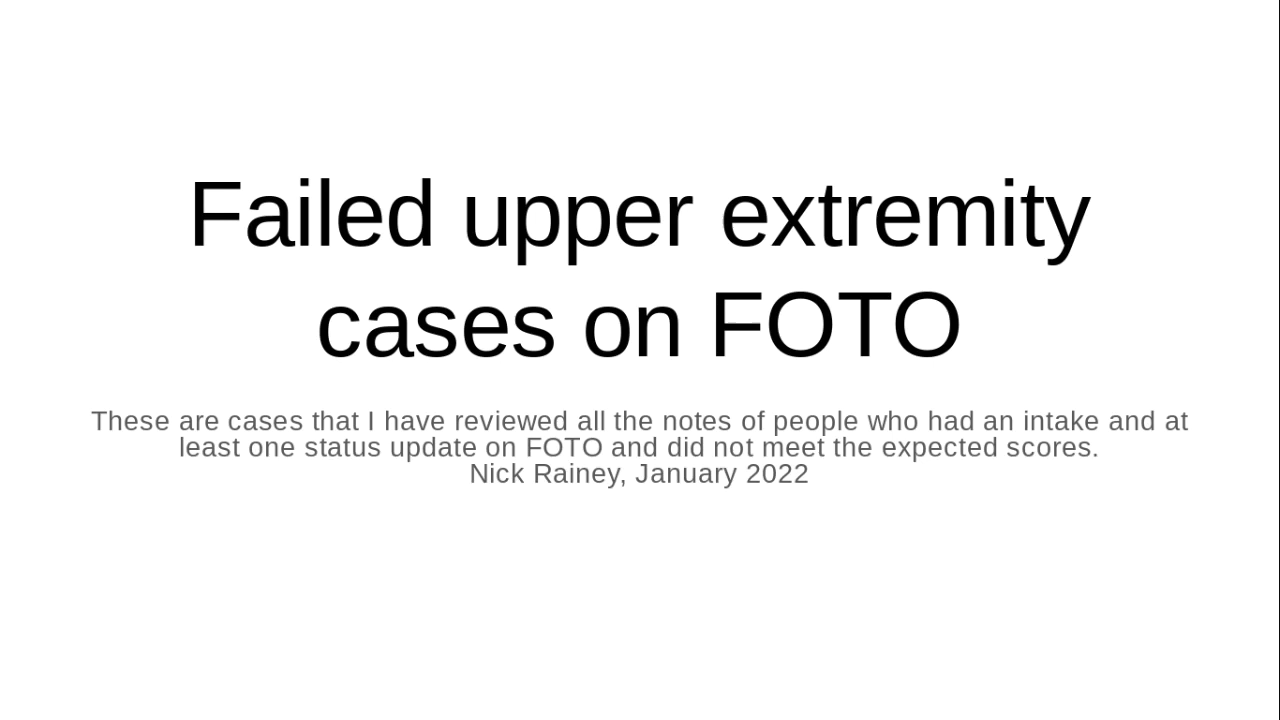 Failed upper extremity
cases on FOTO
These are cases that I have reviewed all the notes of people who had an intake and at
least one status update on FOTO and did not meet the expected scores.
Nick Rainey, January 2022